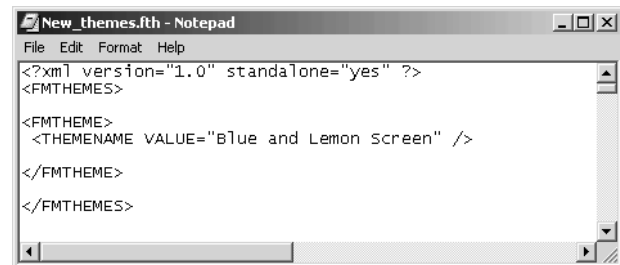 New_themes.fth - Notepad
File Edit Format Help
<?xml version="1.0" standalone="yes" ?>
<FMTHEMES>
<FMTHEME>
<THEMENAME VALUE="Blue and Lemon Screen" />
</FMTHEME>
</FMTHEMES>